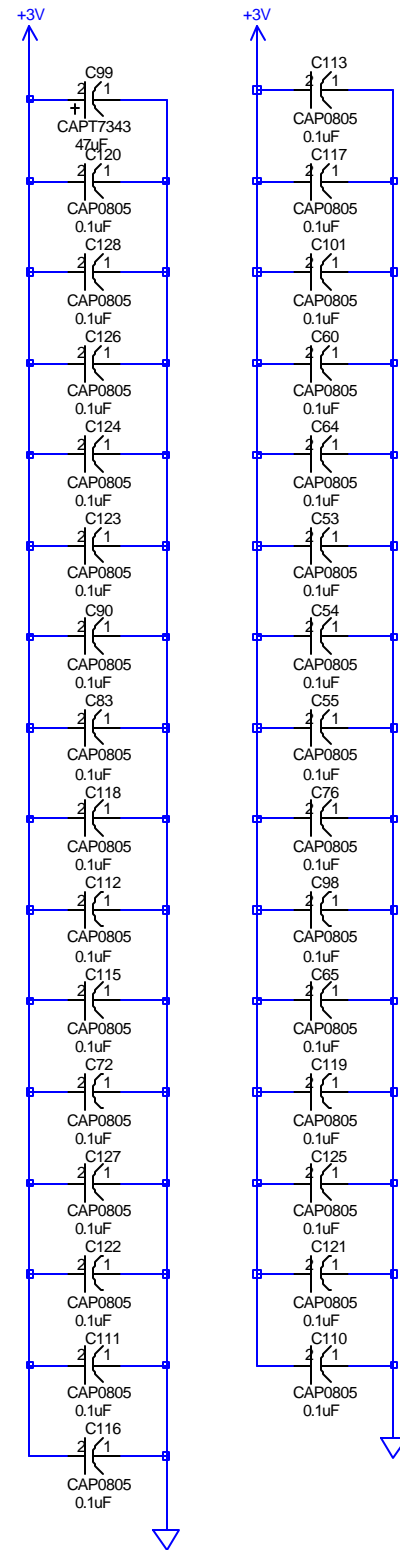 +3V
C99
2 1
+
CAPT7343
47uF
C120
2 1
CAP0805
0.1uF
C128
2 1
CAP0805
0.1uF
C126
2 1
CAP0805
0.1uF
C124
2 1
CAP0805
0.1uF
C123
2 1
CAP0805
0.1uF
C90
2 1
CAP0805
0.1uF
C83
2 1
CAP0805
0.1uF
C118
2 1
CAP0805
0.1uF
C112
2 1
CAP0805
0.1uF
C115
2 1
CAP0805
0.1uF
C72
2 1
CAP0805
0.1uF
C127
2 1
CAP0805
0.1uF
C122
2 1
CAP0805
0.1uF
C111
2 1
CAP0805
0.1uF
C116
2 1
CAP0805
0.1uF
+3V
C113
2 1
CAP0805
0.1uF
C117
2 1
CAP0805
0.1uF
C101
2 1
CAP0805
0.1uF
C60
2 1
CAP0805
0.1uF
C64
2 1
CAP0805
0.1uF
C53
2 1
CAP0805
0.1uF
C54
2 1
CAP0805
0.1uF
C55
2 1
CAP0805
0.1uF
C76
2 1
CAP0805
0.1uF
C98
2 1
CAP0805
0.1uF
C65
2 1
CAP0805
0.1uF
C119
2 1
CAP0805
0.1uF
C125
2 1
CAP0805
0.1uF
C121
2 1
CAP0805
0.1uF
C110
2 1
CAP0805
0.1uF